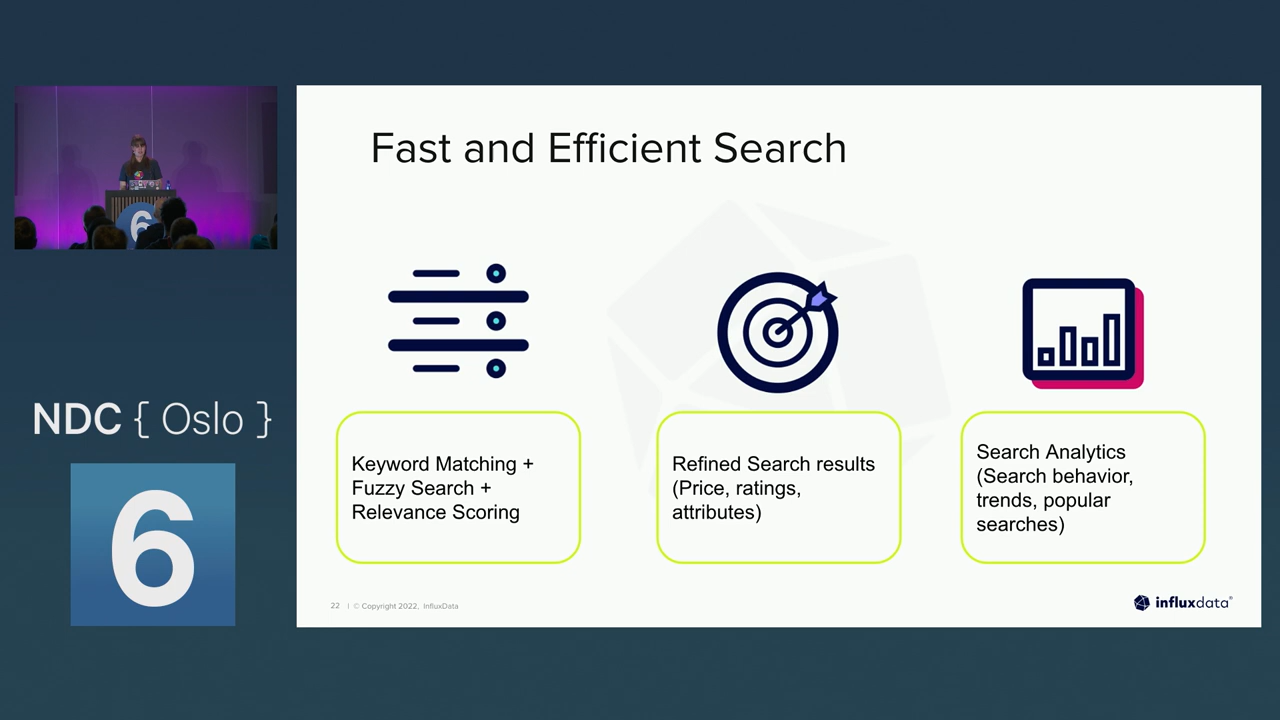 Fast and Efficient Search
Keyword Matching +
Fuzzy Search +
Relevance Scoring
Refined Search results
(Price, ratings,
attributes)
Search Analytics
(Search behavior,
trends, popular
searches)
22 | © Copyright 2022, InfluxData
influxdata®
NDC { Oslo }
6
6